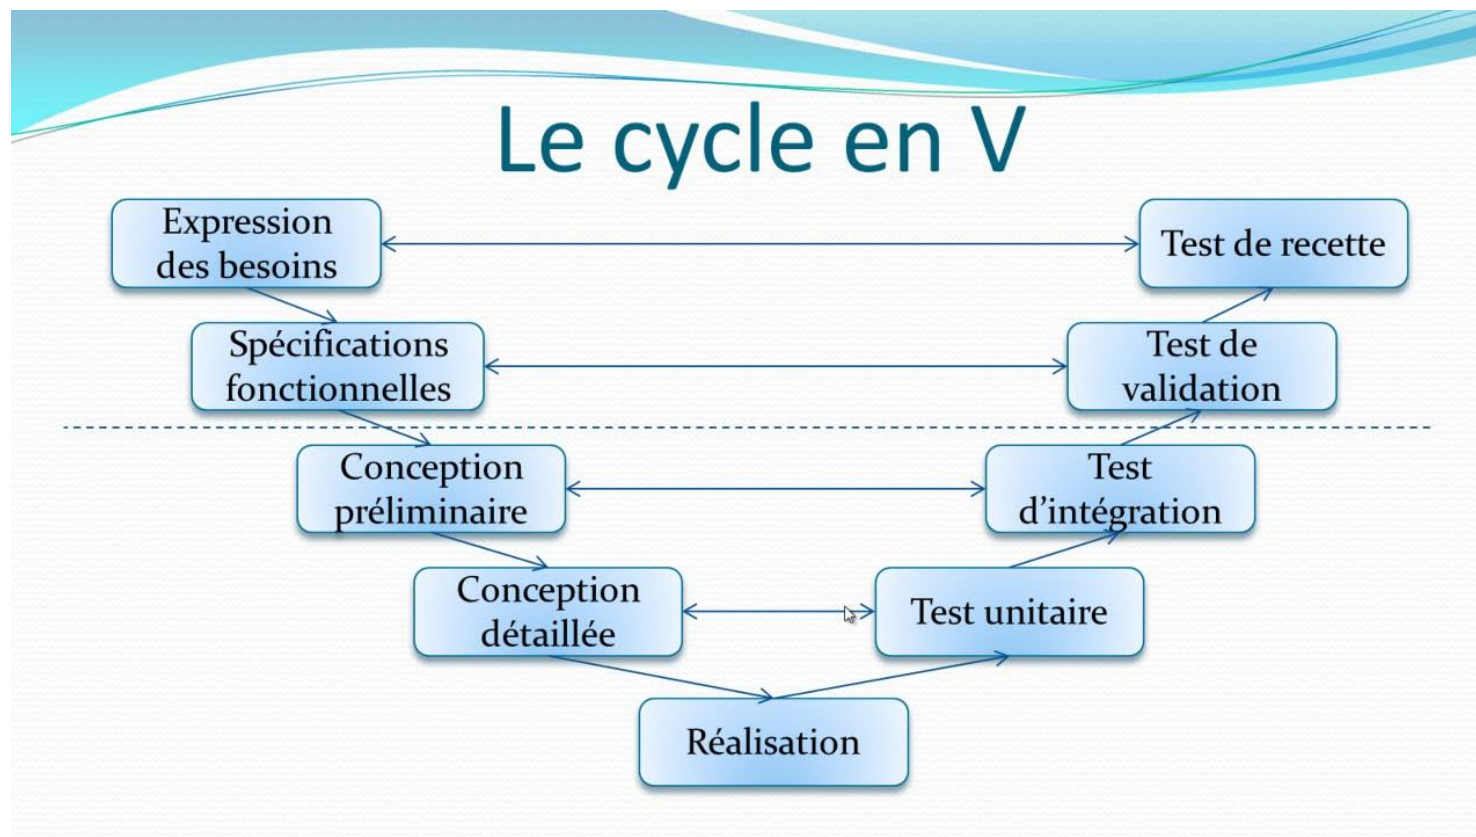 Le cycle en V
Expression
des besoins
Test de recette
Spécifications
fonctionnelles
Test de
validation
Conception
préliminaire
Test
d’intégration
Conception
détaillée
Test unitaire
Réalisation